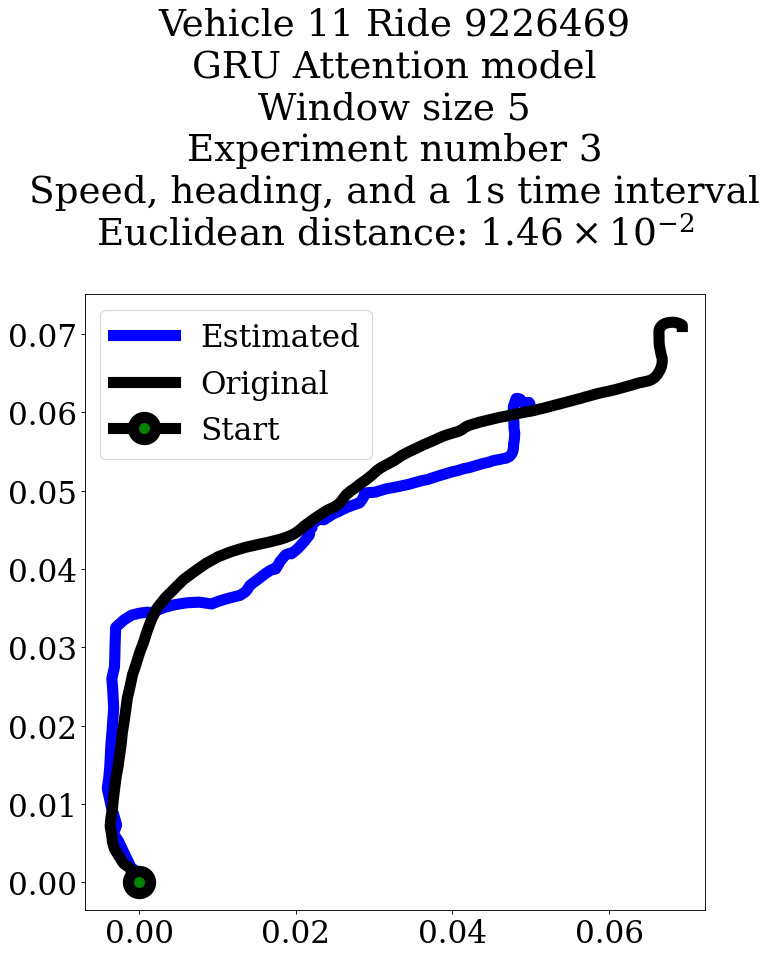 Vehicle 11 Ride 9226469
GRU Attention model
Window size 5
Experiment number 3
Speed, heading, and a 1s time interval
Euclidean distance: 1.46 × 10⁻²
Estimated
Original
Start
0.07
0.06
0.05
0.04
0.03
0.02
0.01
0.00
0.00 0.02 0.04 0.06